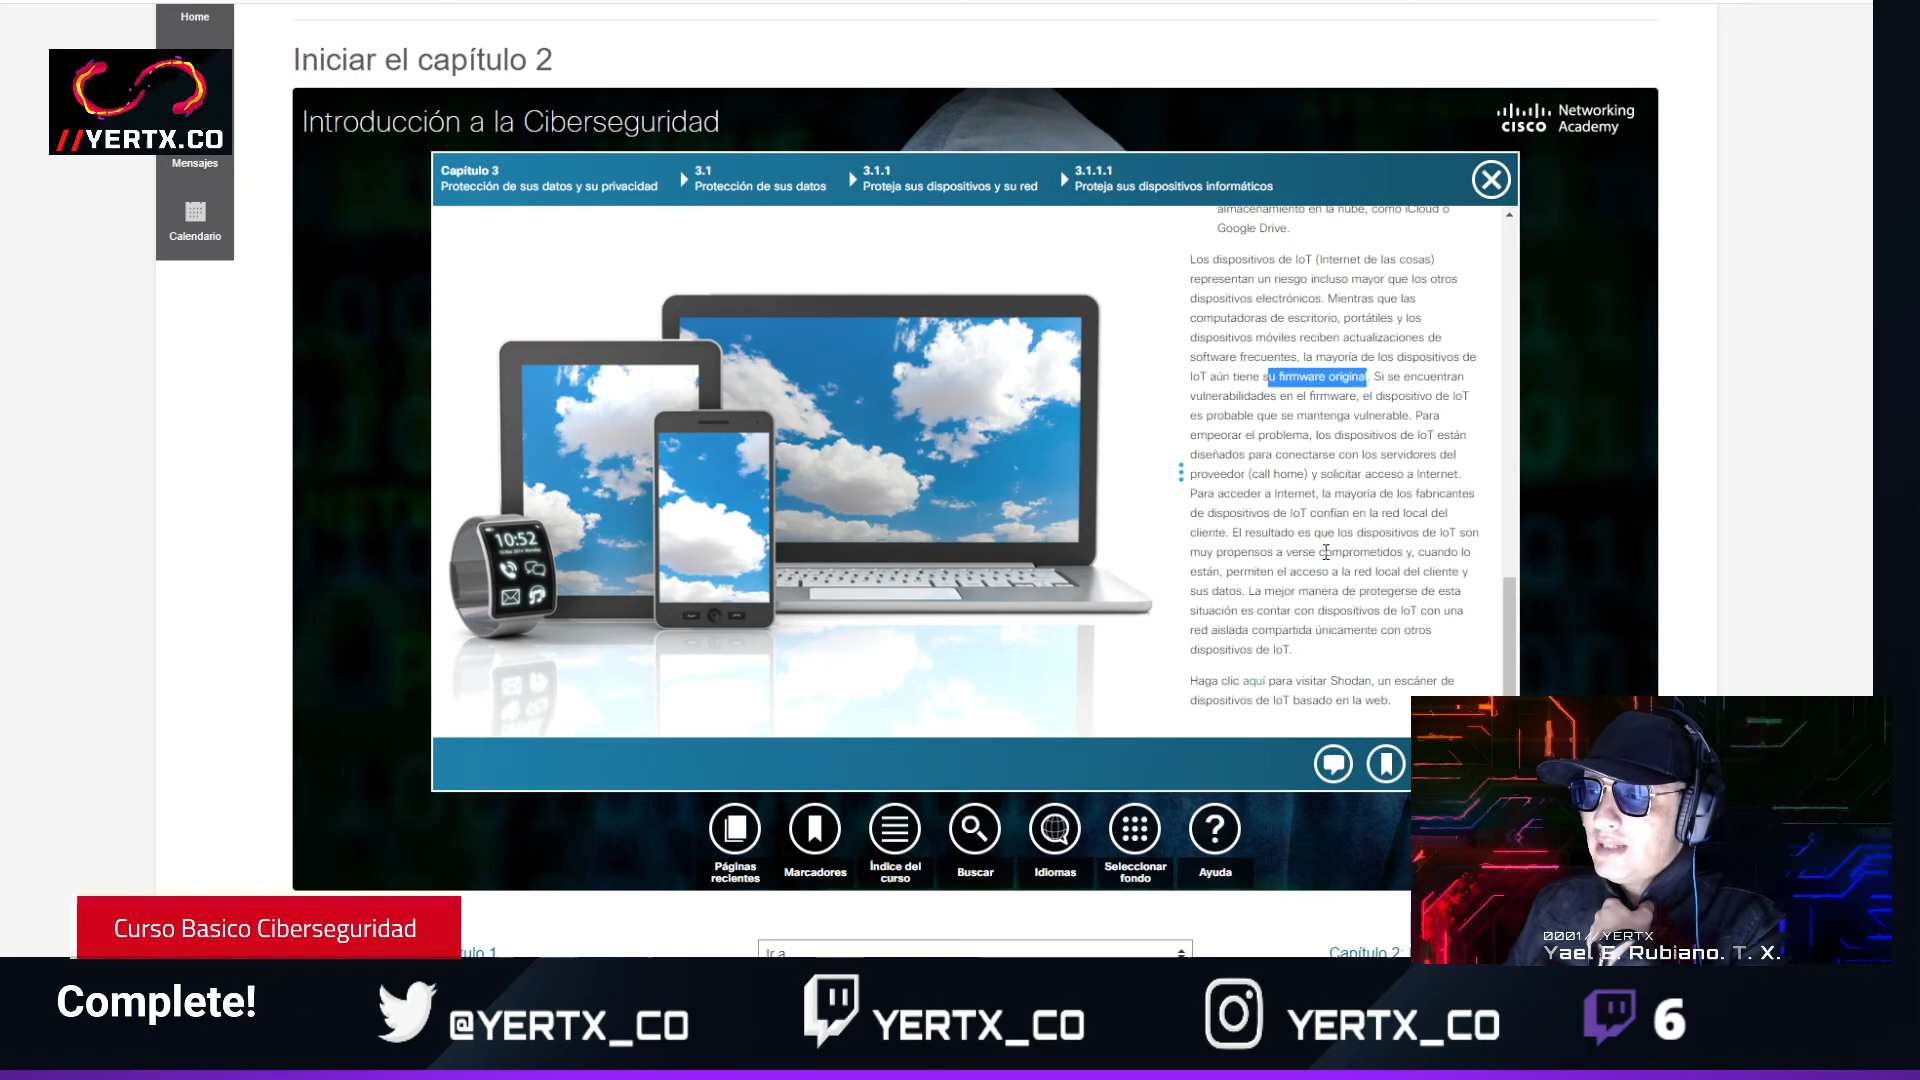 Home
//YERTX.CO
Mensajes
Calendario
Iniciar el capítulo 2
Introducción a la Ciberseguridad
CISCO
Networking
Academy
Capítulo 3
Protección de sus datos y su privacidad
3.1
Protección de sus datos
3.1.1
Proteja sus dispositivos y su red
3.1.1.1
Proteja sus dispositivos informáticos
almacenamiento en la nube, como iCloud o
Google Drive.
Los dispositivos de IoT (Internet de las cosas)
representan un riesgo incluso mayor que los otros
dispositivos electrónicos. Mientras que las
computadoras de escritorio, portátiles y los
dispositivos móviles reciben actualizaciones de
software frecuentes, la mayoría de los dispositivos de
IoT aún tiene su firmware original. Si se encuentran
vulnerabilidades en el firmware, el dispositivo de IoT
es probable que se mantenga vulnerable. Para
empeorar el problema, los dispositivos de IoT están
diseñados para conectarse con los servidores del
proveedor (call home) y solicitar acceso a Internet.
Para acceder a Internet, la mayoría de los fabricantes
de dispositivos de IoT confían en la red local del
cliente. El resultado es que los dispositivos de IoT son
muy propensos a verse comprometidos y, cuando lo
están, permiten el acceso a la red local del cliente y
sus datos. La mejor manera de protegerse de esta
situación es contar con dispositivos de IoT con una
red aislada compartida únicamente con otros
dispositivos de IoT.
Haga clic aquí para visitar Shodan, un escáner de
dispositivos de IoT basado en la web.
10:52
Páginas
recientes
Marcadores
Índice del
curso
Buscar
Idiomas
Seleccionar
fondo
Ayuda
Curso Basico Ciberseguridad
tulo 1
Ir a
Capítulo 2:
0001//.YERTX
Yael E. Rubiano. T. X.
Complete!
@YERTX_CO
YERTX_CO
YERTX_CO
6